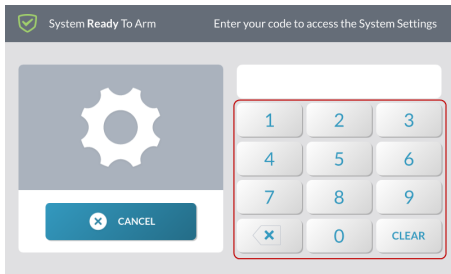 System Ready To Arm
Enter your code to access the System Settings
1 2 3
4 5 6
7 8 9
0 CLEAR
CANCEL